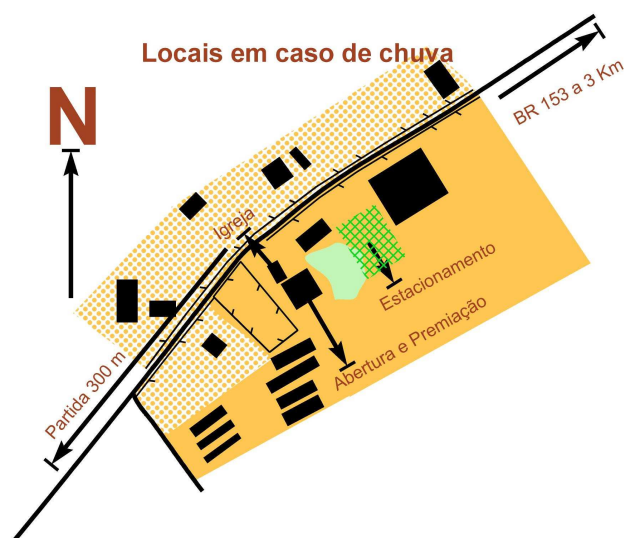 Locais em caso de chuva
N
BR 153 a 3 Km
Igreja
Estacionamento
Abertura e Premiação
Partida 300 m